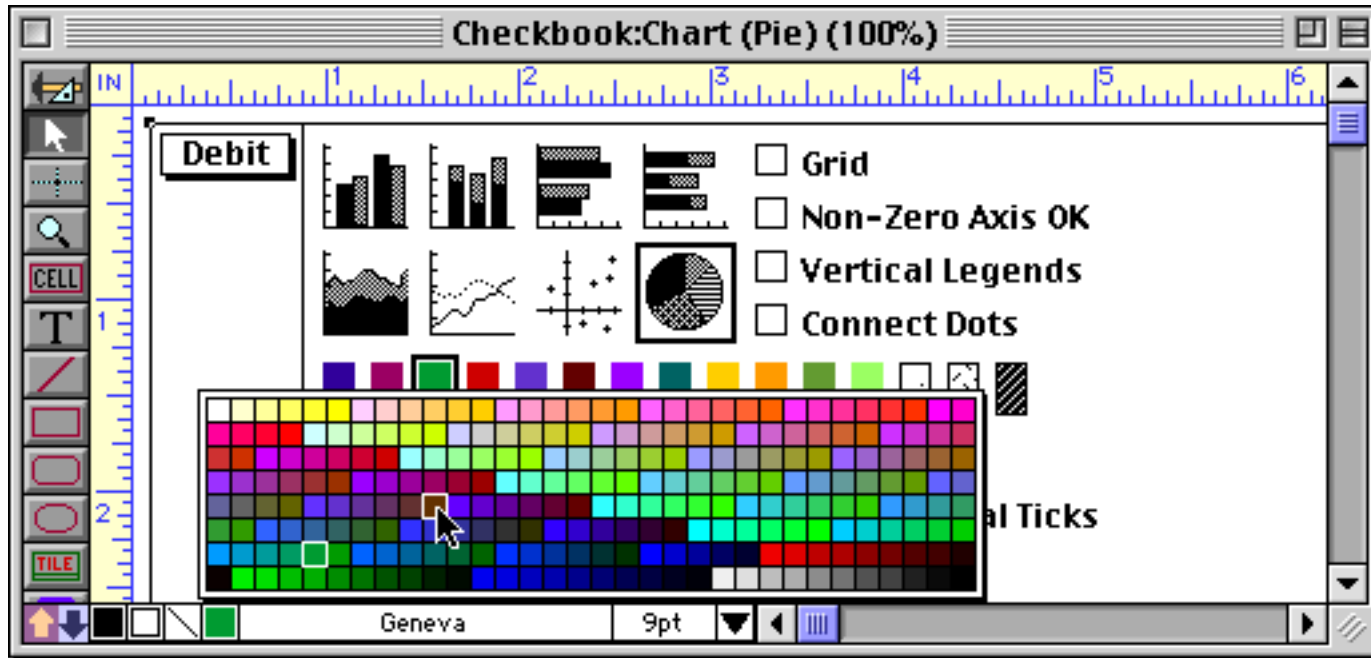 Checkbook:Chart (Pie) (100%)
IN
1 2 3 4 5 6
Debit
Grid
Non-Zero Axis OK
Vertical Legends
Connect Dots
CELL
T
1
2
al Ticks
TILE
Geneva
9pt